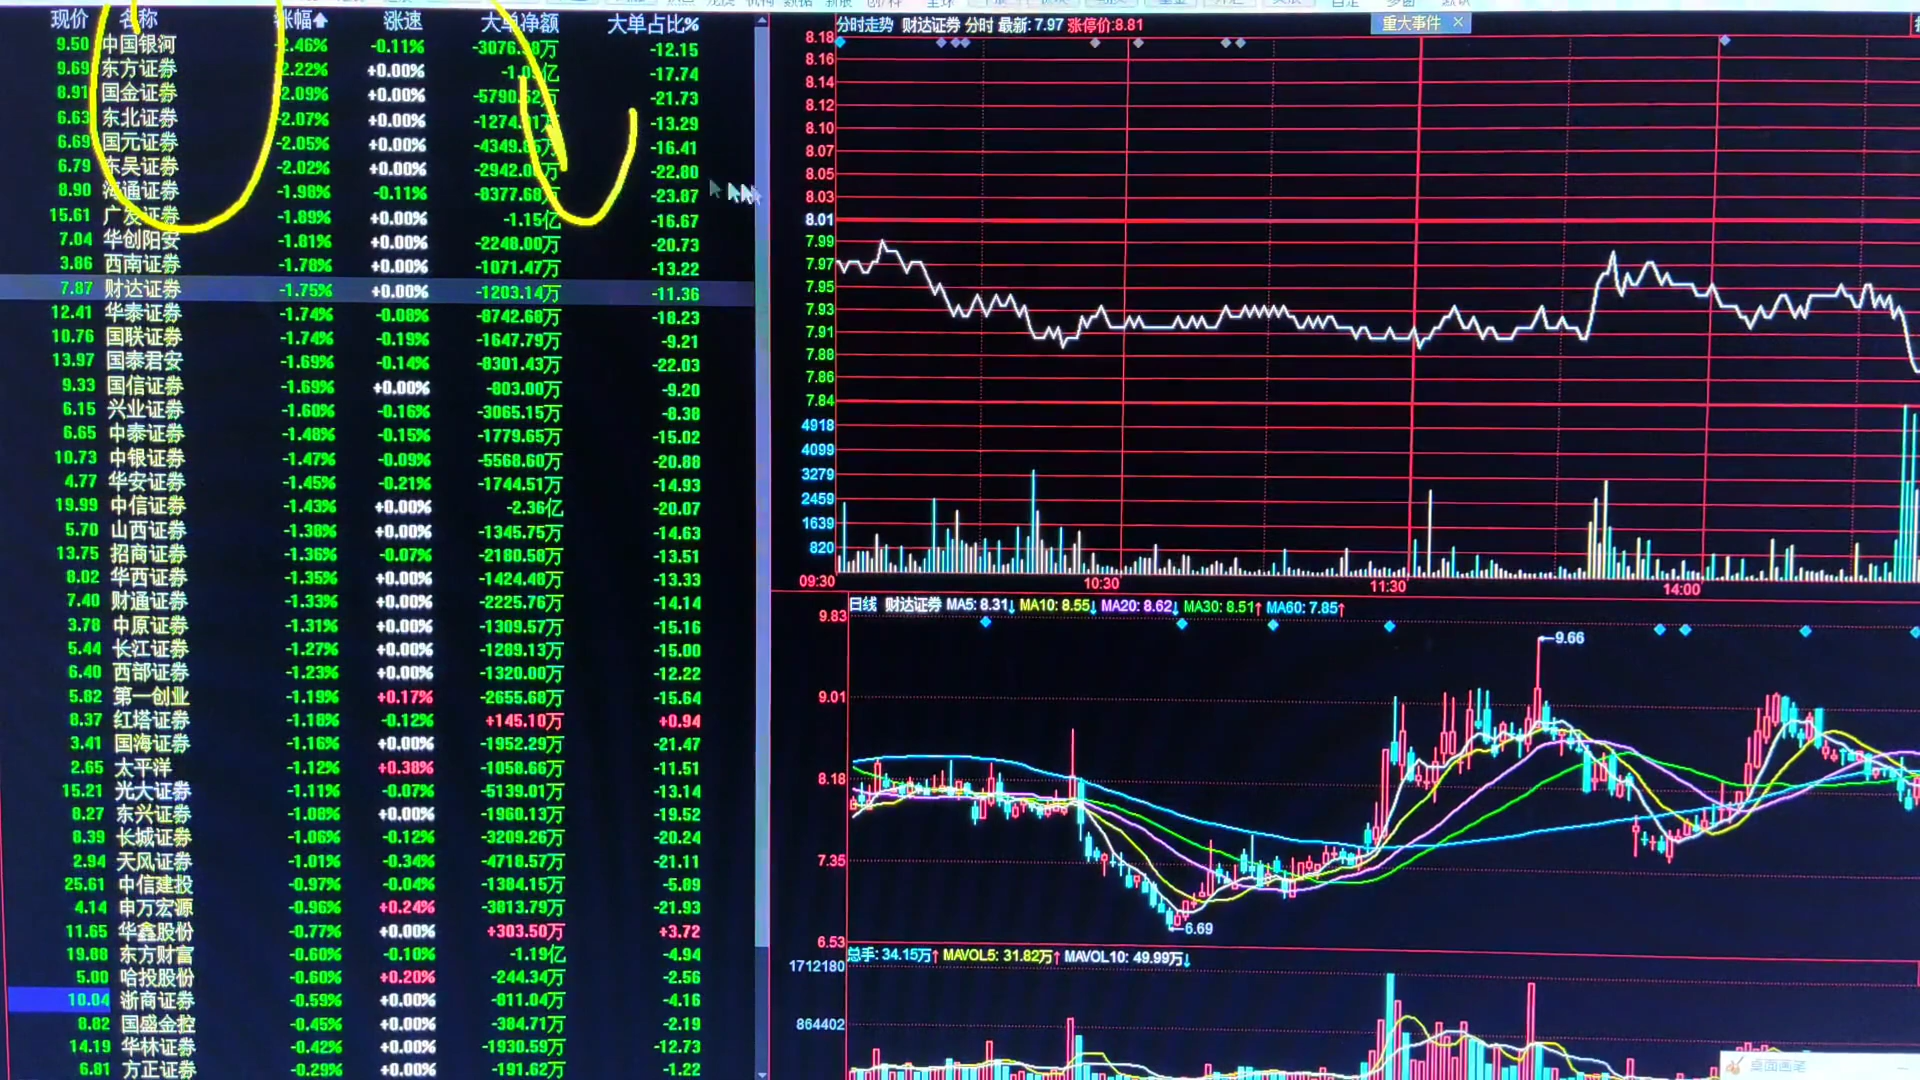 现价 名称 涨幅 涨速 大单净额 大单占比%
9.50 中国银河 -2.46% -0.11% -12.15
9.69 东方证券 -2.22% +0.00% -17.74
8.91 国金证券 -2.09% +0.00% -21.73
6.63 东北证券 -2.07% +0.00% -13.29
6.69 国元证券 -2.05% +0.00% -16.41
6.79 东吴证券 -2.02% +0.00% -22.80
8.90 海通证券 -1.98% -0.11% -8377.68万 -23.87
15.61 广发证券 -1.89% +0.00% -1.15亿 -16.67
7.04 华创阳安 -1.81% +0.00% -2248.00万 -20.73
3.86 西南证券 -1.78% +0.00% -1071.47万 -13.22
7.87 财达证券 -1.75% +0.00% -1203.14万 -11.36
12.41 华泰证券 -1.74% -0.08% -8742.68万 -18.23
10.76 国联证券 -1.74% -0.19% -1647.79万 -9.21
13.97 国泰君安 -1.69% -0.14% -8301.43万 -22.03
9.33 国信证券 -1.69% +0.00% -803.00万 -9.20
6.15 兴业证券 -1.60% -0.16% -3065.15万 -8.38
6.65 中泰证券 -1.48% -0.15% -1779.65万 -15.02
10.73 中银证券 -1.47% -0.09% -5568.60万 -20.88
4.77 华安证券 -1.45% -0.21% -1744.51万 -14.93
19.99 中信证券 -1.43% +0.00% -2.36亿 -20.07
5.70 山西证券 -1.38% +0.00% -1345.75万 -14.63
13.75 招商证券 -1.36% -0.07% -2180.58万 -13.51
8.02 华西证券 -1.35% +0.00% -1424.48万 -13.33
7.40 财通证券 -1.33% +0.00% -2225.76万 -14.14
3.78 中原证券 -1.31% +0.00% -1309.57万 -15.16
5.44 长江证券 -1.27% +0.00% -1289.13万 -15.00
6.40 西部证券 -1.23% +0.00% -1320.00万 -12.22
5.82 第一创业 -1.19% +0.17% -2655.68万 -15.64
8.37 红塔证券 -1.18% -0.12% +145.10万 +0.94
3.41 国海证券 -1.16% +0.00% -1952.29万 -21.47
2.65 太平洋 -1.12% +0.38% -1058.66万 -11.51
15.21 光大证券 -1.11% -0.07% -5139.01万 -13.14
8.27 东兴证券 -1.08% +0.00% -1960.13万 -19.52
8.39 长城证券 -1.06% -0.12% -3209.26万 -20.24
2.94 天风证券 -1.01% -0.34% -4718.57万 -21.11
25.61 中信建投 -0.97% -0.04% -1384.15万 -5.89
4.14 申万宏源 -0.96% +0.24% -3813.79万 -21.93
11.65 华鑫股份 -0.77% +0.00% +303.50万 +3.72
19.88 东方财富 -0.60% -0.10% -1.19亿 -4.94
5.00 哈投股份 -0.60% +0.20% -244.34万 -2.56
10.04 浙商证券 -0.59% +0.00% -811.04万 -4.16
8.82 国盛金控 -0.45% +0.00% -384.71万 -2.19
14.19 华林证券 -0.42% +0.00% -1930.59万 -12.73
6.81 方正证券 -0.29% +0.00% -191.62万 -1.22
分时走势 财达证券 分时 最新:7.97 涨停价:8.81
重大事件 ×
8.18
8.16
8.14
8.12
8.10
8.07
8.05
8.03
8.01
7.99
7.97
7.95
7.93
7.91
7.88
7.86
7.84
4918
4099
3279
2459
1639
820
09:30 10:30 11:30 14:00
日线 财达证券 MA5:8.31↓ MA10:8.55↓ MA20:8.62↓ MA30:8.51↑ MA60:7.85↑
9.83
9.66
9.01
8.18
7.35
6.69
6.53
总手:34.15万↑ MAVOL5:31.82万↑ MAVOL10:49.99万↓
1712180
864402
桌面画笔